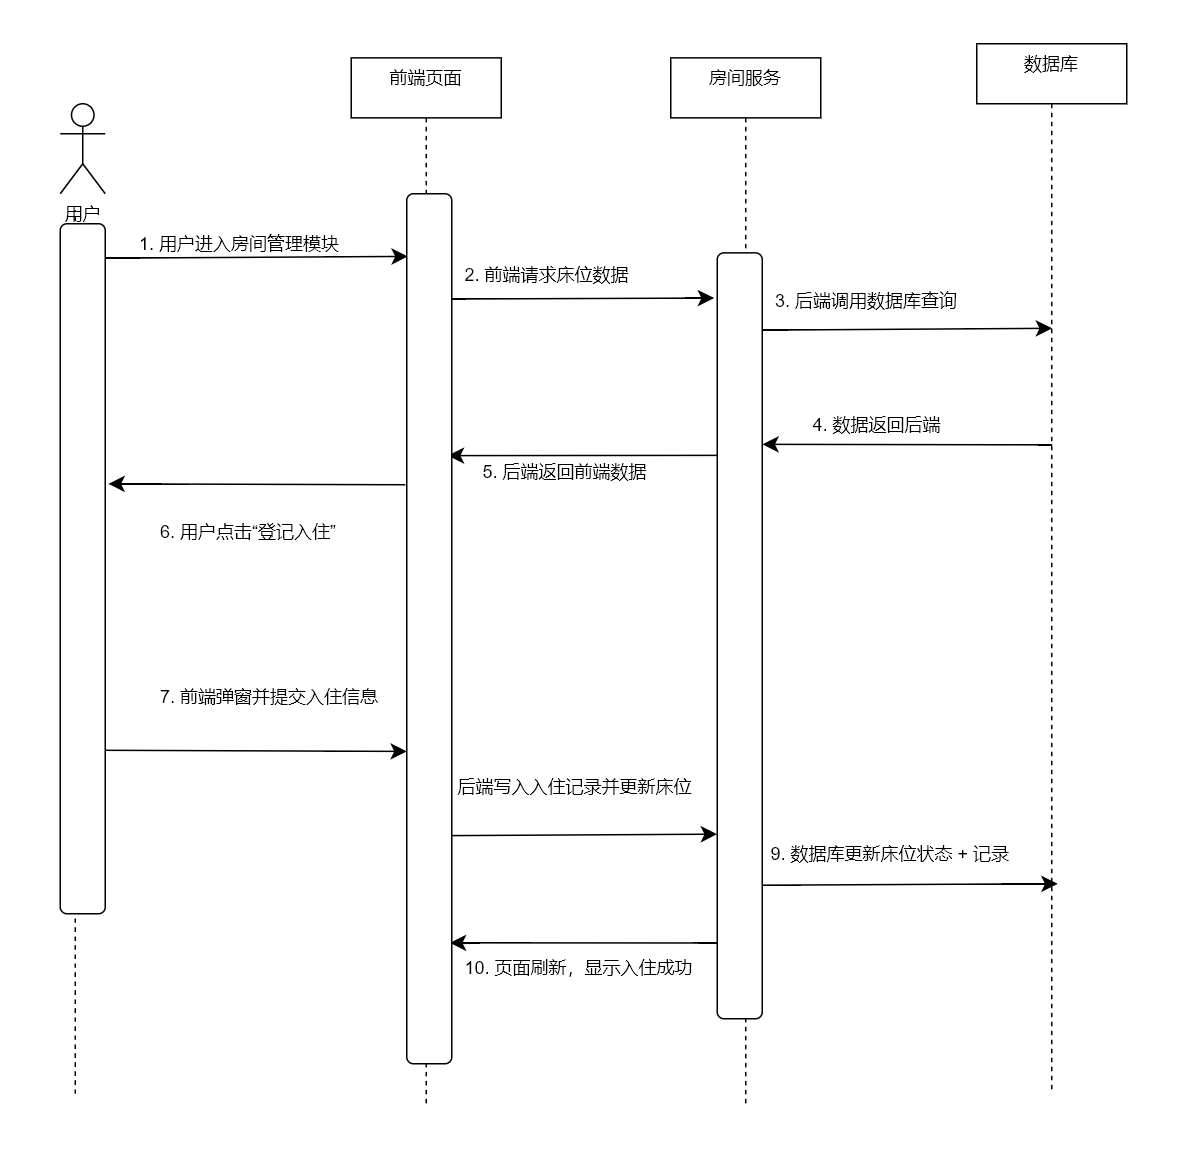 前端页面
房间服务
数据库
用户
1. 用户进入房间管理模块
2. 前端请求床位数据
3. 后端调用数据库查询
4. 数据返回后端
5. 后端返回前端数据
6. 用户点击“登记入住”
7. 前端弹窗并提交入住信息
后端写入入住记录并更新床位
9. 数据库更新床位状态 + 记录
10. 页面刷新，显示入住成功